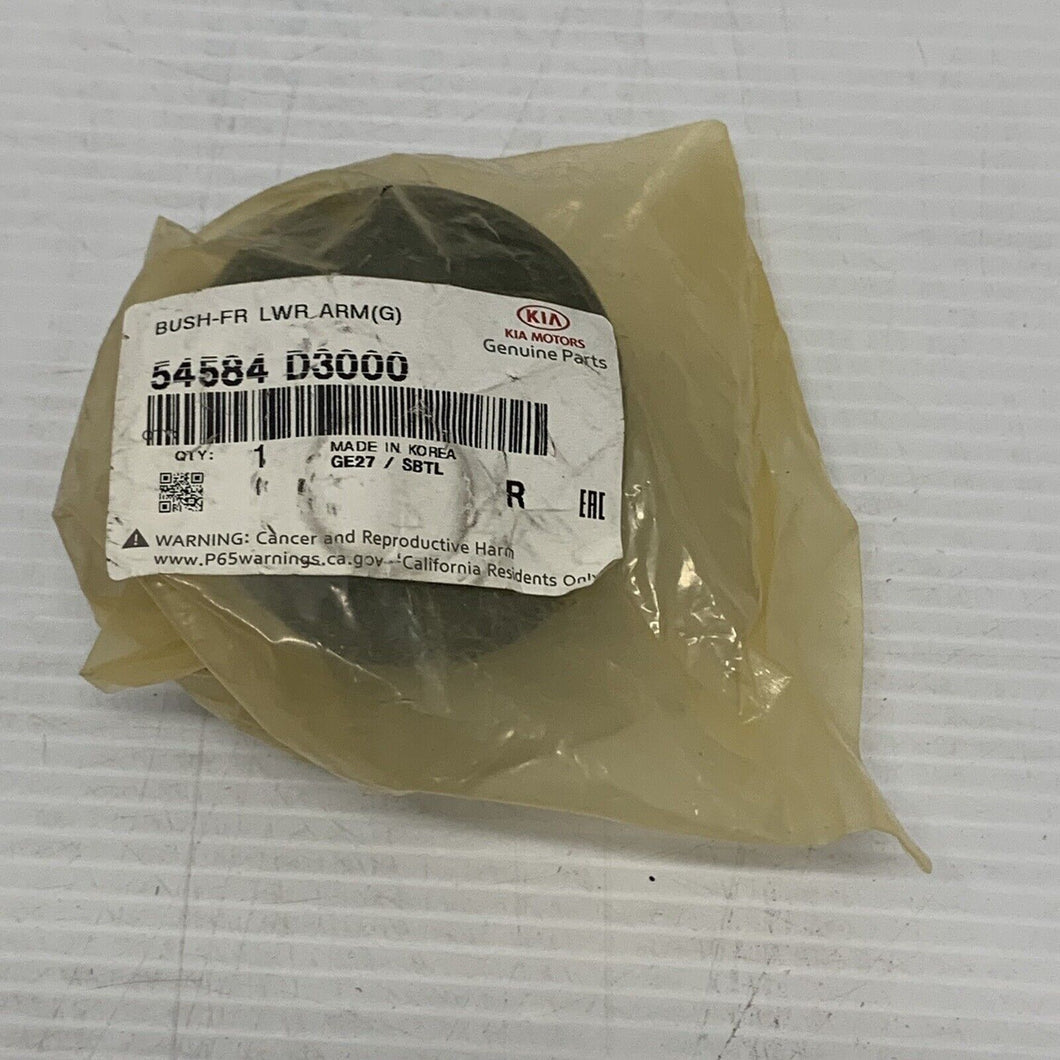 BUSH-FR LWR ARM(G)
KIA
KIA MOTORS
Genuine Parts
54584 D3000
QTY: 1
MADE IN KOREA
GE27 / SBTL
R
EAC
WARNING: Cancer and Reproductive Harm
www.P65warnings.ca.gov California Residents Only